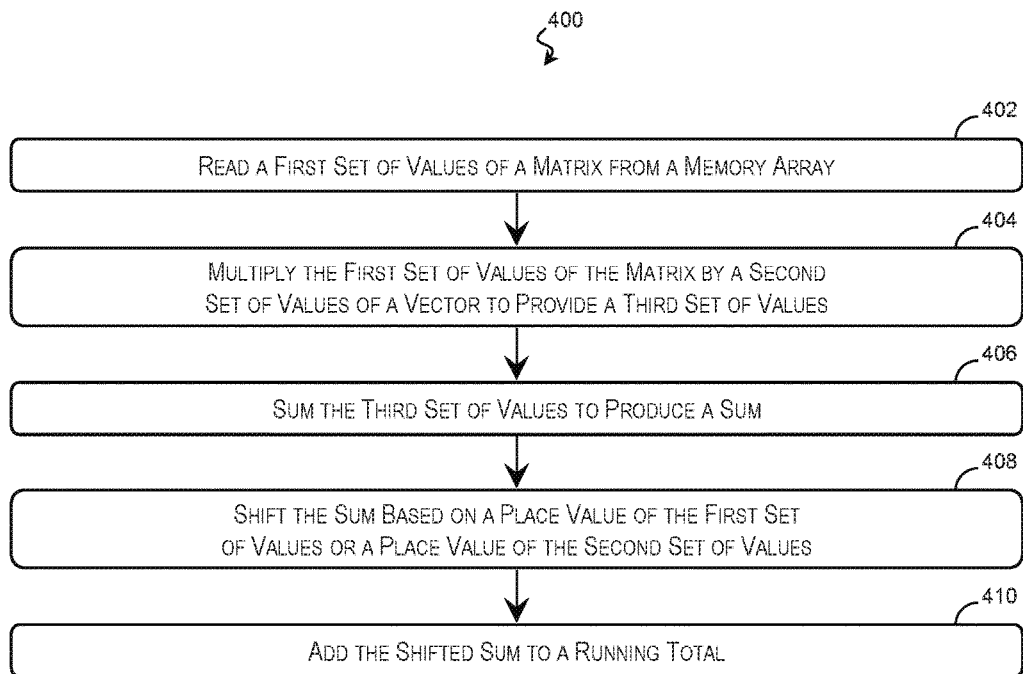 400
402
READ A FIRST SET OF VALUES OF A MATRIX FROM A MEMORY ARRAY
404
MULTIPLY THE FIRST SET OF VALUES OF THE MATRIX BY A SECOND
SET OF VALUES OF A VECTOR TO PROVIDE A THIRD SET OF VALUES
406
SUM THE THIRD SET OF VALUES TO PRODUCE A SUM
408
SHIFT THE SUM BASED ON A PLACE VALUE OF THE FIRST SET
OF VALUES OR A PLACE VALUE OF THE SECOND SET OF VALUES
410
ADD THE SHIFTED SUM TO A RUNNING TOTAL